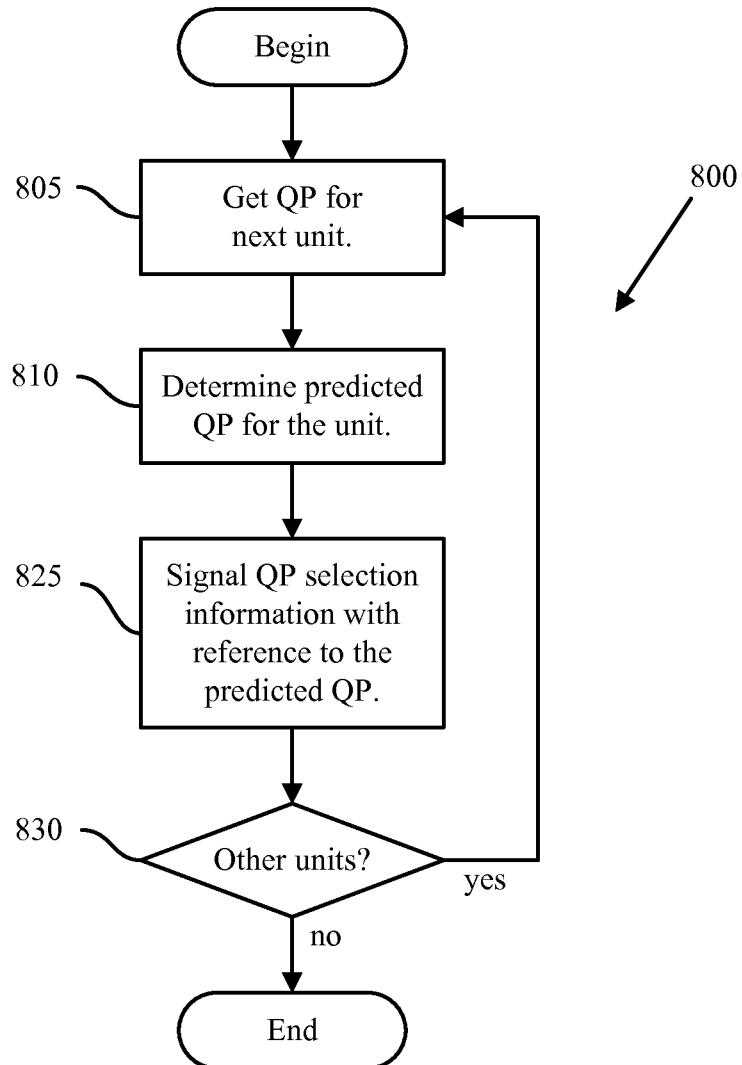 Begin
805
Get QP for
next unit.
800
810
Determine predicted
QP for the unit.
825
Signal QP selection
information with
reference to the
predicted QP.
830
Other units?
yes
no
End